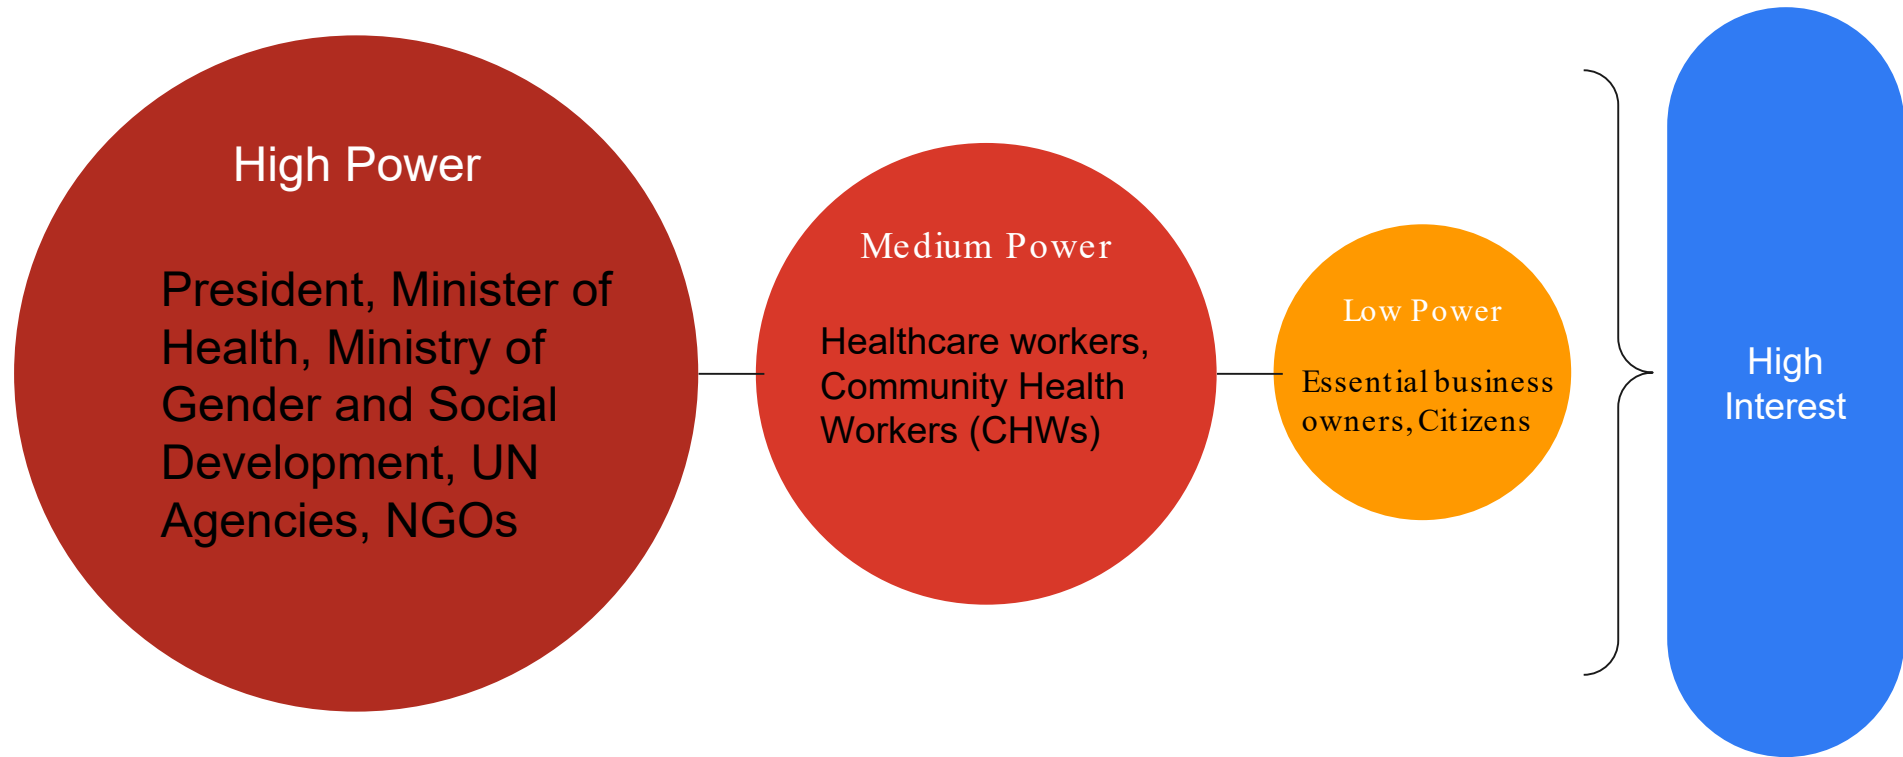 High Power
President, Minister of
Health, Ministry of
Gender and Social
Development, UN
Agencies, NGOs
Medium Power
Healthcare workers,
Community Health
Workers (CHWs)
Low Power
Essential business
owners, Citizens
High
Interest